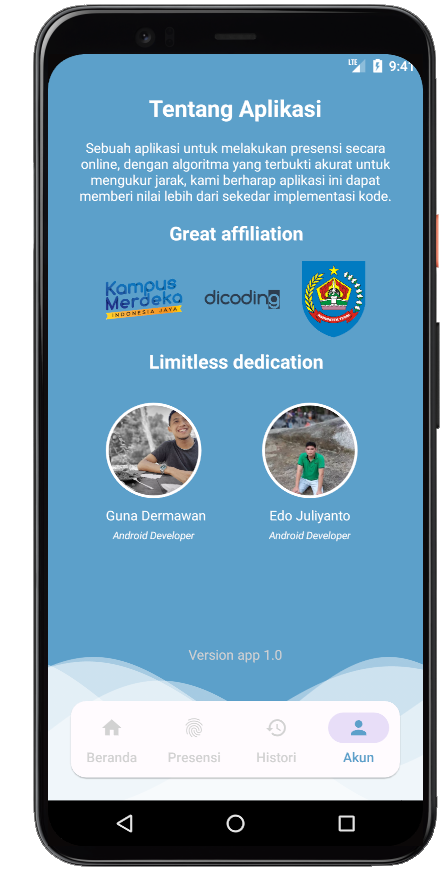 LTE 9:41
Tentang Aplikasi
Sebuah aplikasi untuk melakukan presensi secara
online, dengan algoritma yang terbukti akurat untuk
mengukur jarak, kami berharap aplikasi ini dapat
memberi nilai lebih dari sekedar implementasi kode.
Great affiliation
Kampus
Merdeka
INDONESIA JAYA
dicoding
Limitless dedication
Guna Dermawan
Edo Juliyanto
Android Developer
Android Developer
Version app 1.0
Beranda
Presensi
Histori
Akun